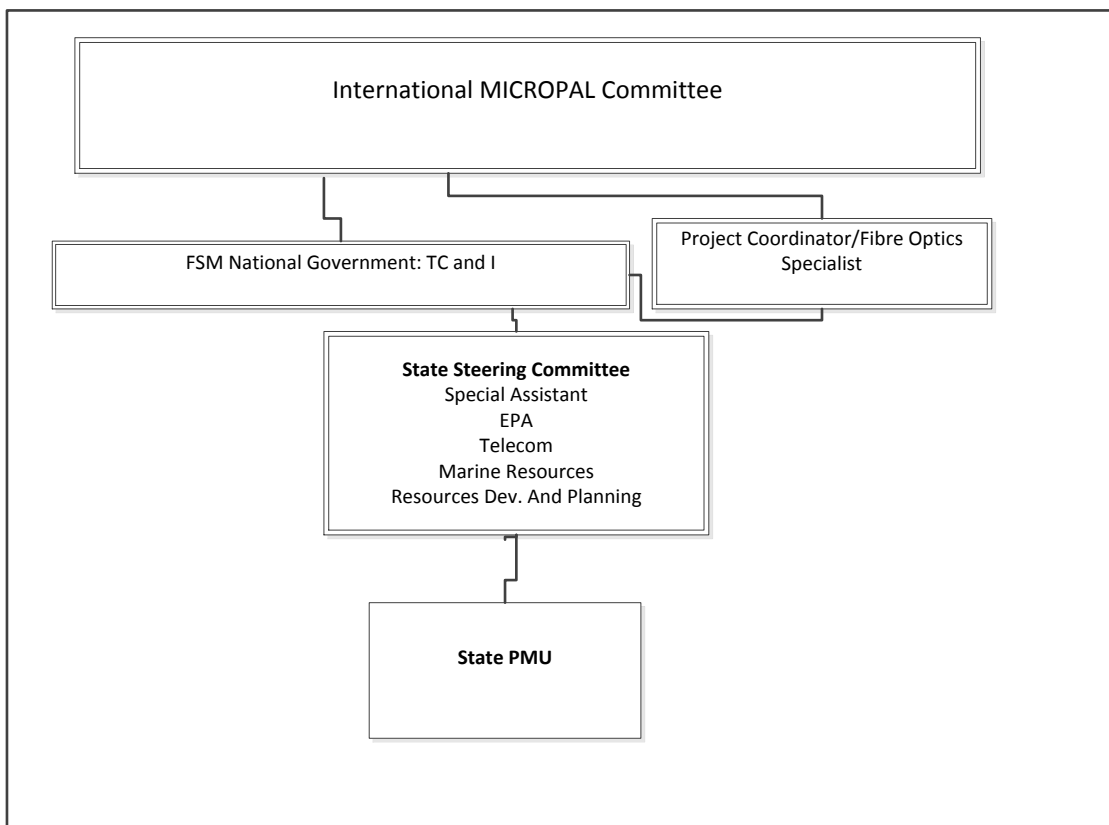 International MICROPAL Committee
Project Coordinator/Fibre Optics
Specialist
FSM National Government: TC and I
State Steering Committee
Special Assistant
EPA
Telecom
Marine Resources
Resources Dev. And Planning
State PMU